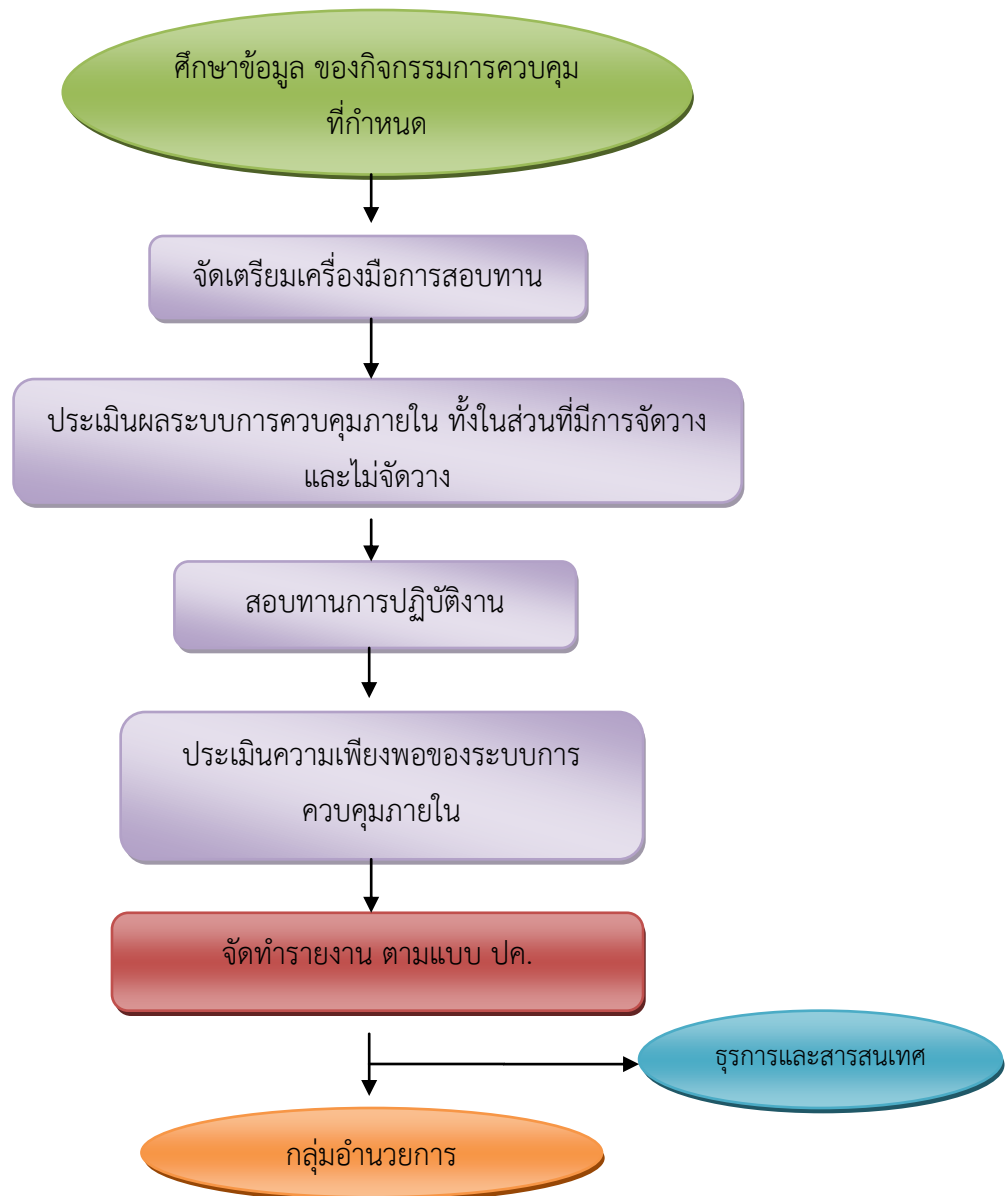 ศึกษาข้อมูล ของกิจกรรมการควบคุม
ที่กำหนด
จัดเตรียมเครื่องมือการสอบทาน
ประเมินผลระบบการควบคุมภายใน ทั้งในส่วนที่มีการจัดวาง
และไม่จัดวาง
สอบทานการปฏิบัติงาน
ประเมินความเพียงพอของระบบการ
ควบคุมภายใน
จัดทำรายงาน ตามแบบ ปค.
ธุรการและสารสนเทศ
กลุ่มอำนวยการ